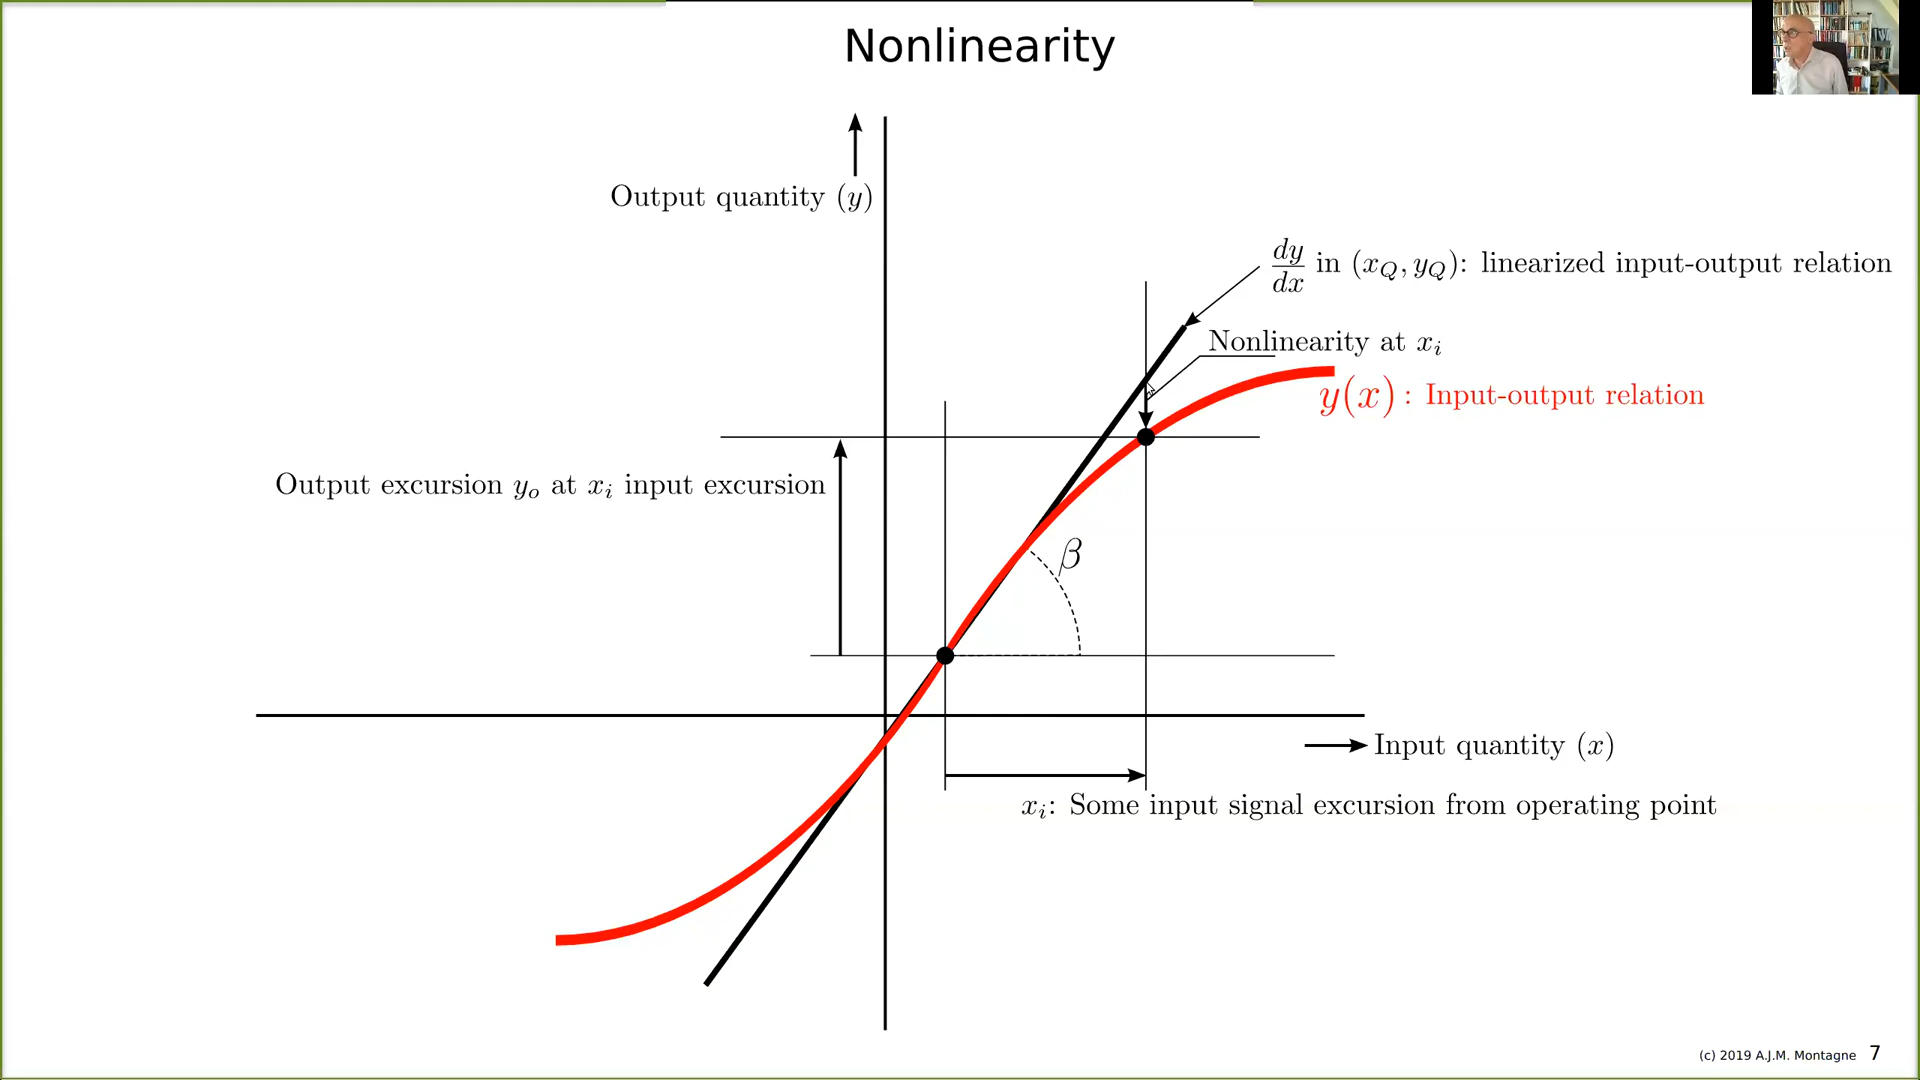 Nonlinearity
Output quantity (y)
dy/dx in (x_Q, y_Q): linearized input-output relation
Nonlinearity at x_i
y(x) : Input-output relation
Output excursion y_o at x_i input excursion
β
Input quantity (x)
x_i: Some input signal excursion from operating point
(c) 2019 A.J.M. Montagne 7